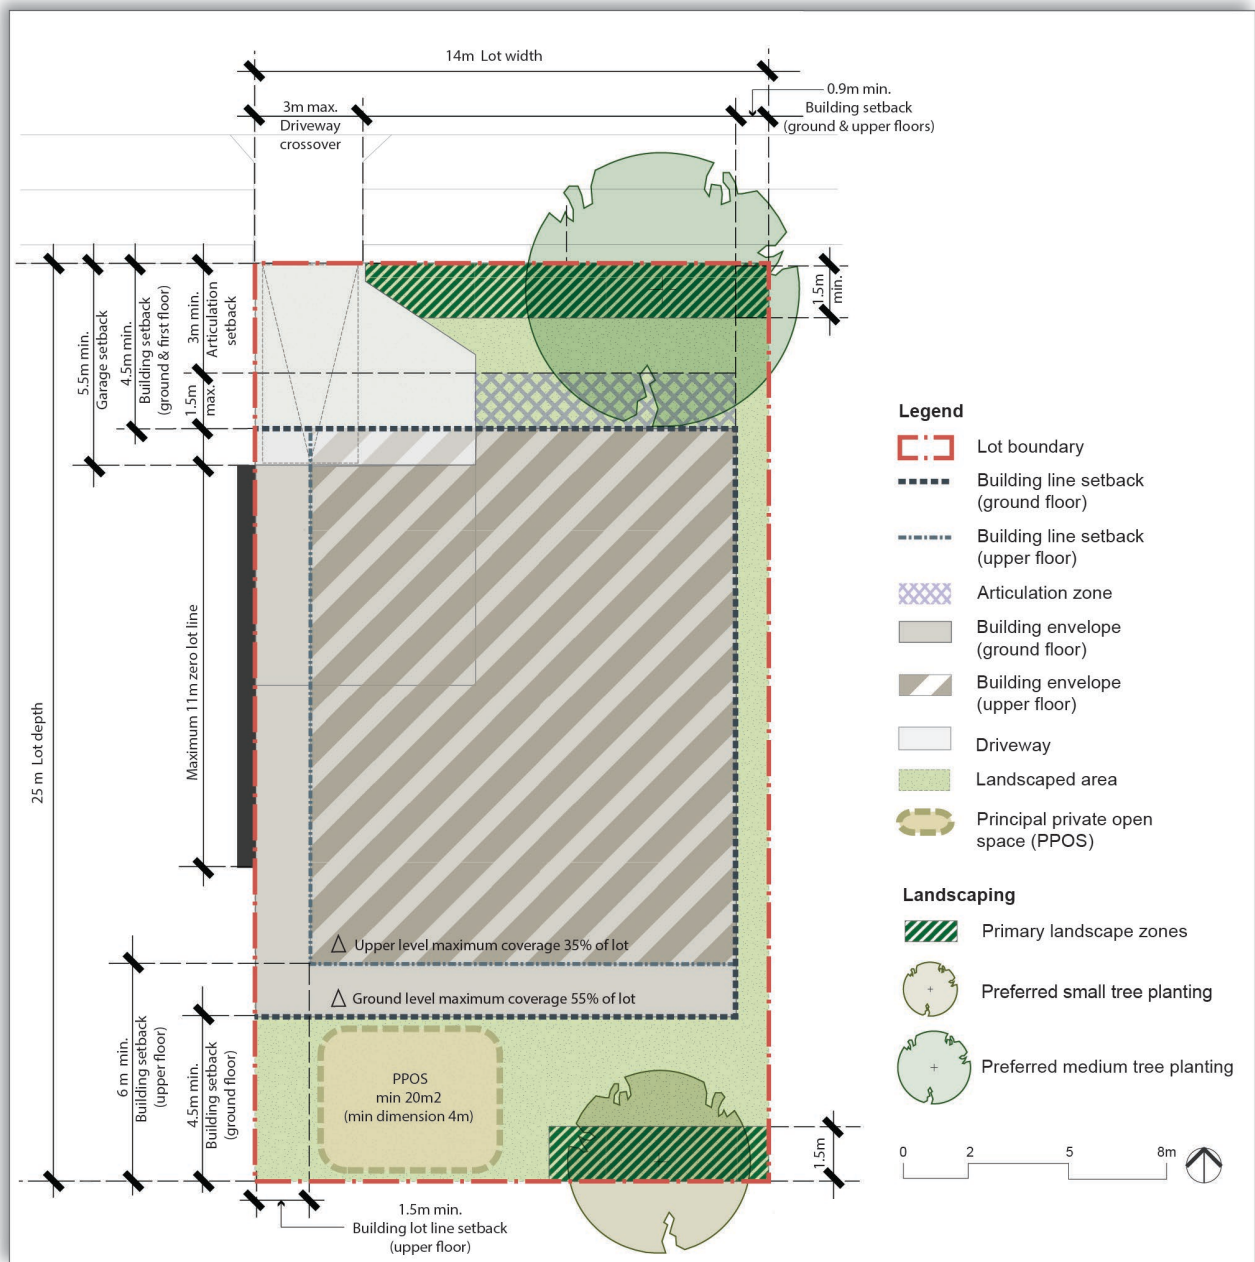 14m Lot width
0.9m min.
Building setback
(ground & upper floors)
3m max.
Driveway
crossover
5.5m min.
Garage setback
4.5m min.
Building setback
(ground & first floor)
3m min.
Articulation
setback
1.5m
max.
1.5m
min.
25 m Lot depth
Maximum 11m zero lot line
Upper level maximum coverage 35% of lot
Ground level maximum coverage 55% of lot
6 m min.
Building setback
(upper floor)
4.5m min.
Building setback
(ground floor)
PPOS
min 20m2
(min dimension 4m)
1.5m
1.5m min.
Building lot line setback
(upper floor)
Legend
Lot boundary
Building line setback
(ground floor)
Building line setback
(upper floor)
Articulation zone
Building envelope
(ground floor)
Building envelope
(upper floor)
Driveway
Landscaped area
Principal private open
space (PPOS)
Landscaping
Primary landscape zones
Preferred small tree planting
Preferred medium tree planting
0 2 5 8m